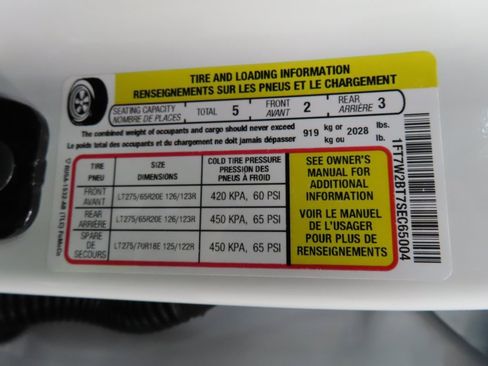 TIRE AND LOADING INFORMATION
RENSEIGNEMENTS SUR LES PNEUS ET LE CHARGEMENT
SEATING CAPACITY
NOMBRE DE PLACES
TOTAL 5
FRONT
AVANT 2
REAR
ARRIÈRE 3
The combined weight of occupants and cargo should never exceed 919 kg or 2028 lbs.
Le poids total des occupants et du chargement ne doit jamais dépasser kg ou lb.
TIRE
PNEU
SIZE
DIMENSIONS
COLD TIRE PRESSURE
PRESSION DES
PNEUS À FROID
FRONT
AVANT
LT275/65R20E 126/123R
420 KPA, 60 PSI
REAR
ARRIÈRE
LT275/65R20E 126/123R
450 KPA, 65 PSI
SPARE
DE
SECOURS
LT275/70R18E 125/122R
450 KPA, 65 PSI
SEE OWNER'S
MANUAL FOR
ADDITIONAL
INFORMATION
VOIR LE MANUEL
DE L'USAGER
POUR PLUS DE
RENSEIGNEMENTS
1FT7W2BT7SEC65004